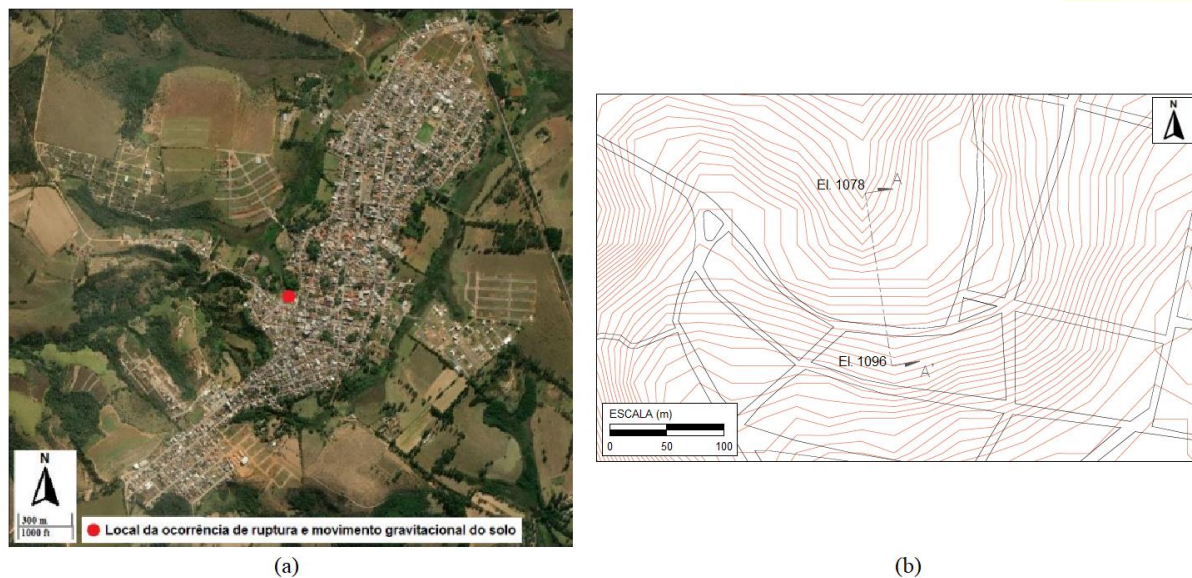 N
300 m
1000 ft
Local da ocorrência de ruptura e movimento gravitacional do solo
(a)
N
El. 1078
A
El. 1096
A'
ESCALA (m)
0 50 100
(b)